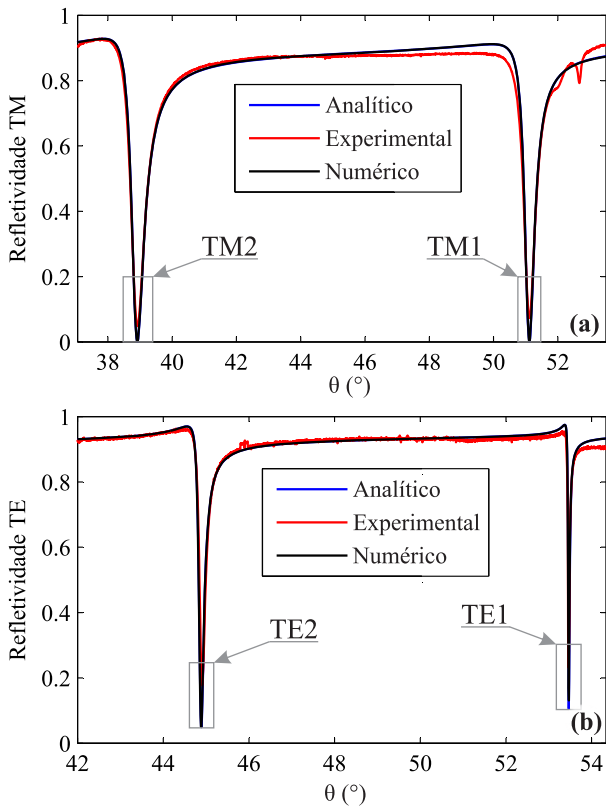 1
0.8
0.6
0.4
0.2
0
Refletividade TM
Analítico
Experimental
Numérico
TM2
TM1
(a)
38 40 42 44 46 48 50 52
θ (°)
1
0.8
0.6
0.4
0.2
0
Refletividade TE
Analítico
Experimental
Numérico
TE2
TE1
(b)
42 44 46 48 50 52 54
θ (°)